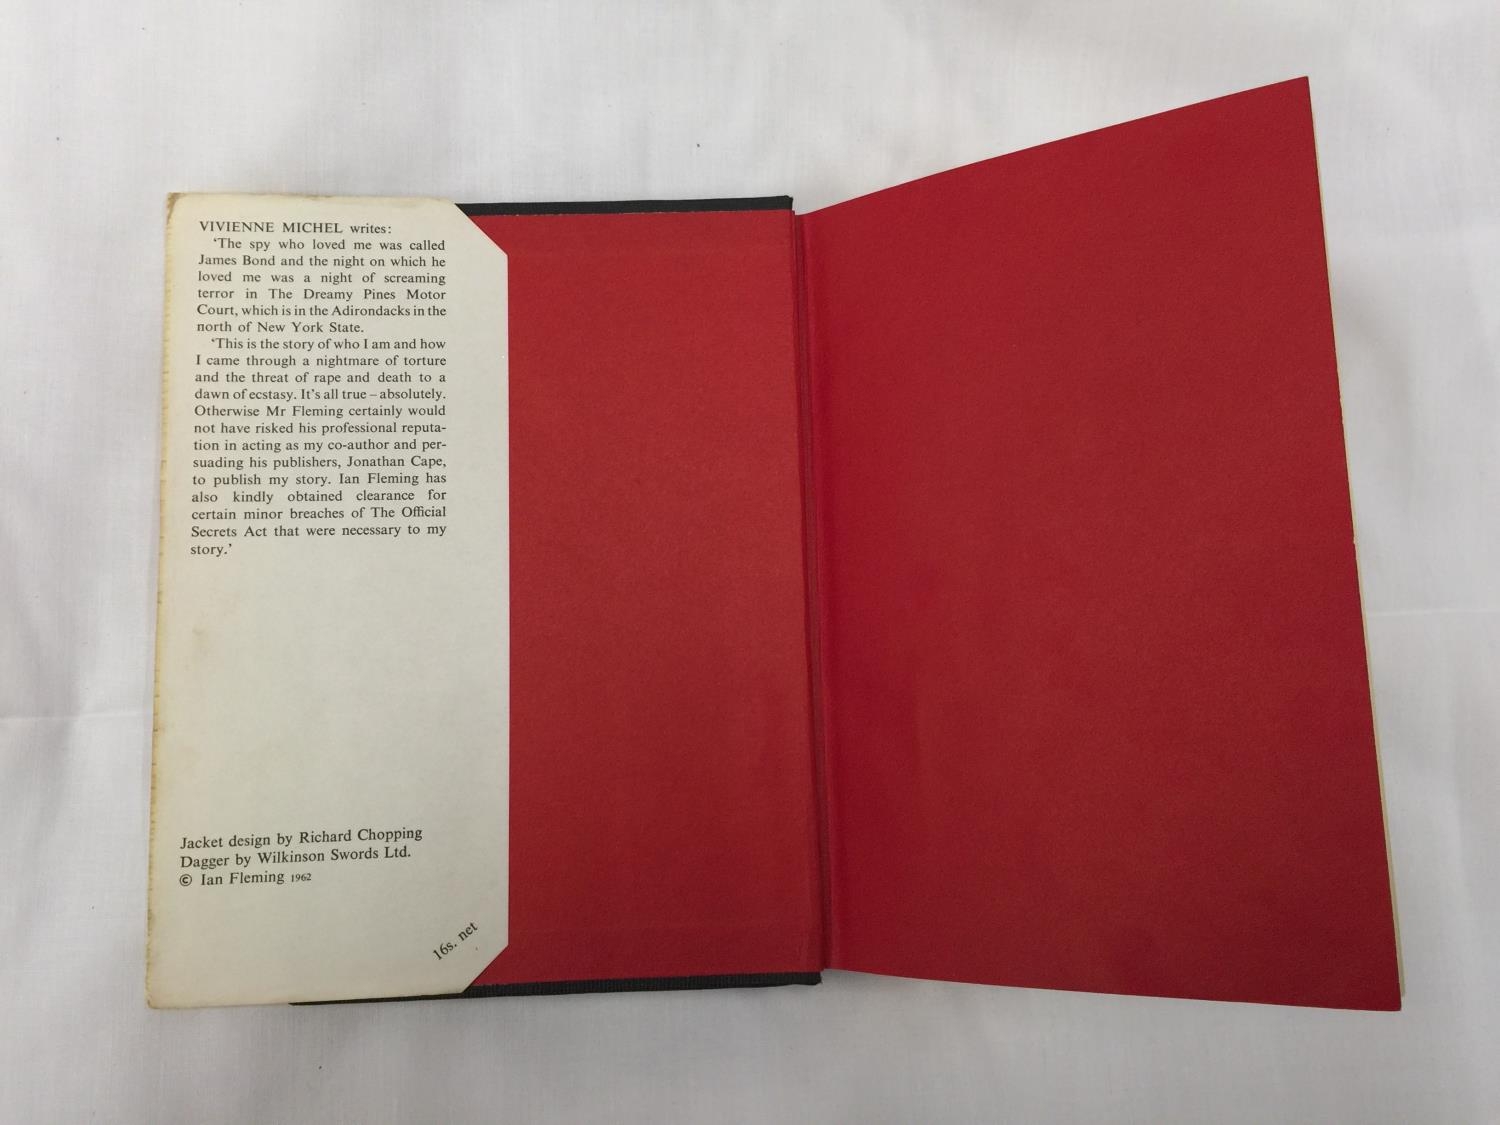 VIVIENNE MICHEL writes:
'The spy who loved me was called
James Bond and the night on which he
loved me was a night of screaming
terror in The Dreamy Pines Motor
Court, which is in the Adirondacks in the
north of New York State.
'This is the story of who I am and how
I came through a nightmare of torture
and the threat of rape and death to a
dawn of ecstasy. It's all true – absolutely.
Otherwise Mr Fleming certainly would
not have risked his professional reputa-
tion in acting as my co-author and per-
suading his publishers, Jonathan Cape,
to publish my story. Ian Fleming has
also kindly obtained clearance for
certain minor breaches of The Official
Secrets Act that were necessary to my
story.'
Jacket design by Richard Chopping
Dagger by Wilkinson Swords Ltd.
© Ian Fleming 1962
16s. net